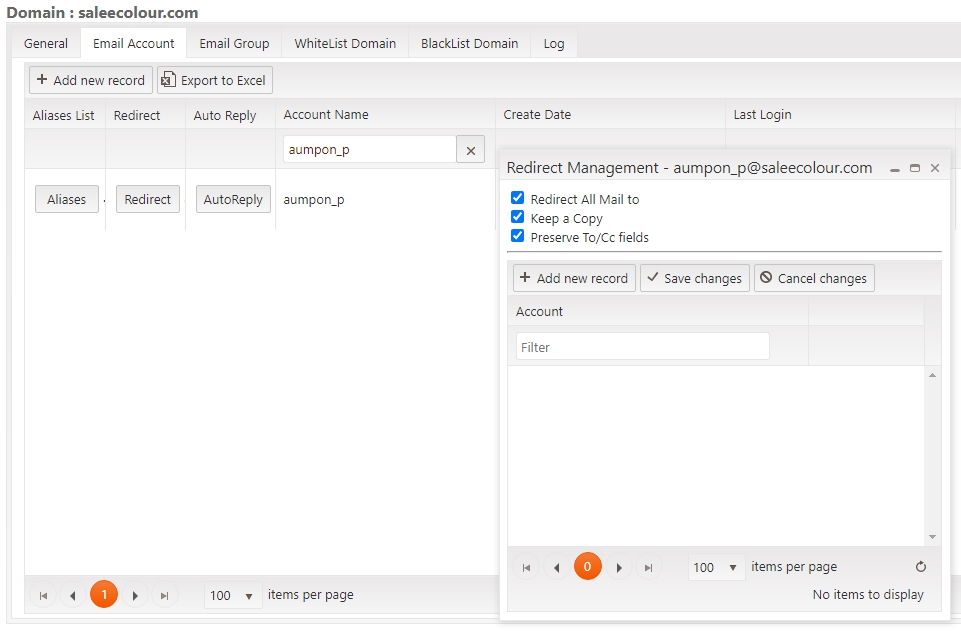 Domain : saleecolour.com
General
Email Account
Email Group
WhiteList Domain
BlackList Domain
Log
Add new record
Export to Excel
Aliases List
Redirect
Auto Reply
Account Name
Create Date
Last Login
aumpon_p
Aliases
Redirect
AutoReply
aumpon_p
Redirect Management - aumpon_p@saleecolour.com
Redirect All Mail to
Keep a Copy
Preserve To/Cc fields
Add new record
Save changes
Cancel changes
Account
Filter
0
100
items per page
No items to display
1
100
items per page